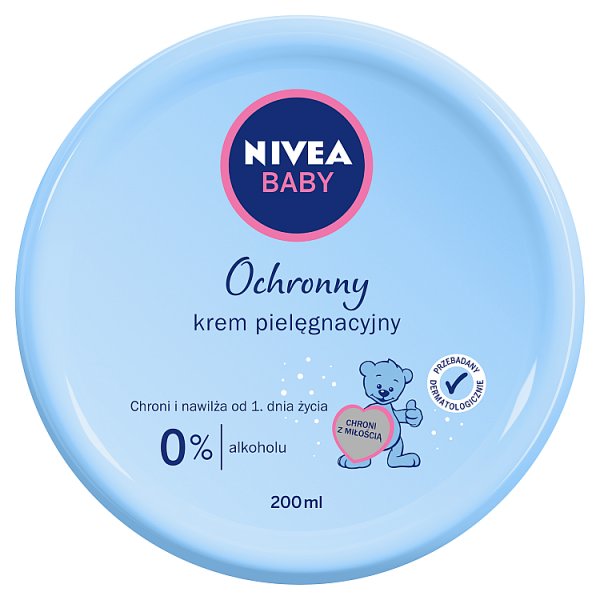 NIVEA
BABY
Ochronny
krem pielęgnacyjny
PRZEBADANY
DERMATOLOGICZNIE
Chroni i nawilża od 1. dnia życia
0% alkoholu
CHRONI
Z MIŁOŚCIĄ
200 ml